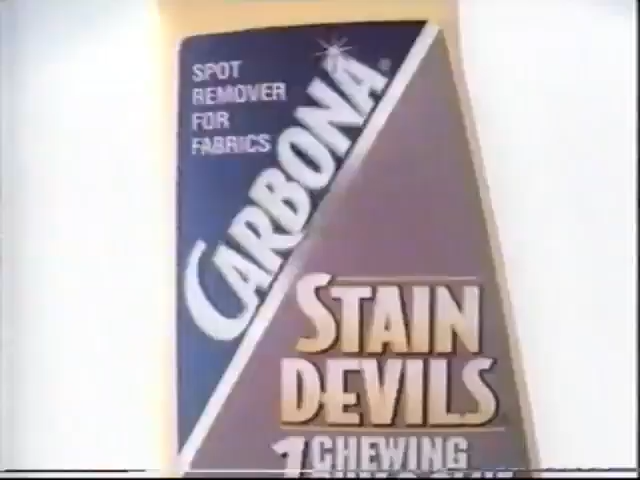 SPOT
REMOVER
FOR
FABRICS
CARBONA®
STAIN
DEVILS
1 CHEWING